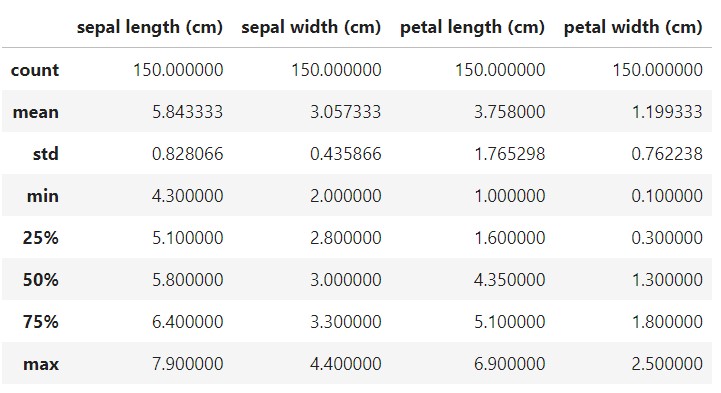 sepal length (cm) sepal width (cm) petal length (cm) petal width (cm)
count 150.000000 150.000000 150.000000 150.000000
mean 5.843333 3.057333 3.758000 1.199333
std 0.828066 0.435866 1.765298 0.762238
min 4.300000 2.000000 1.000000 0.100000
25% 5.100000 2.800000 1.600000 0.300000
50% 5.800000 3.000000 4.350000 1.300000
75% 6.400000 3.300000 5.100000 1.800000
max 7.900000 4.400000 6.900000 2.500000